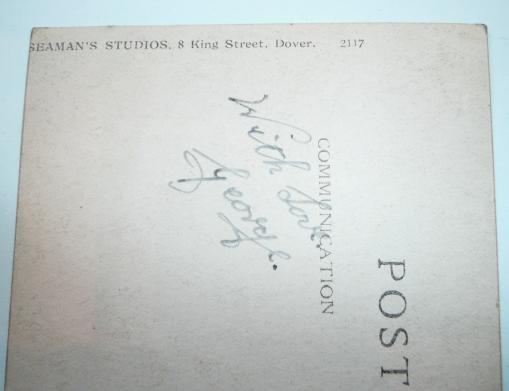 SEAMAN'S STUDIOS, 8 King Street, Dover. 2117
COMMUNICATION
With Love
George.
POST